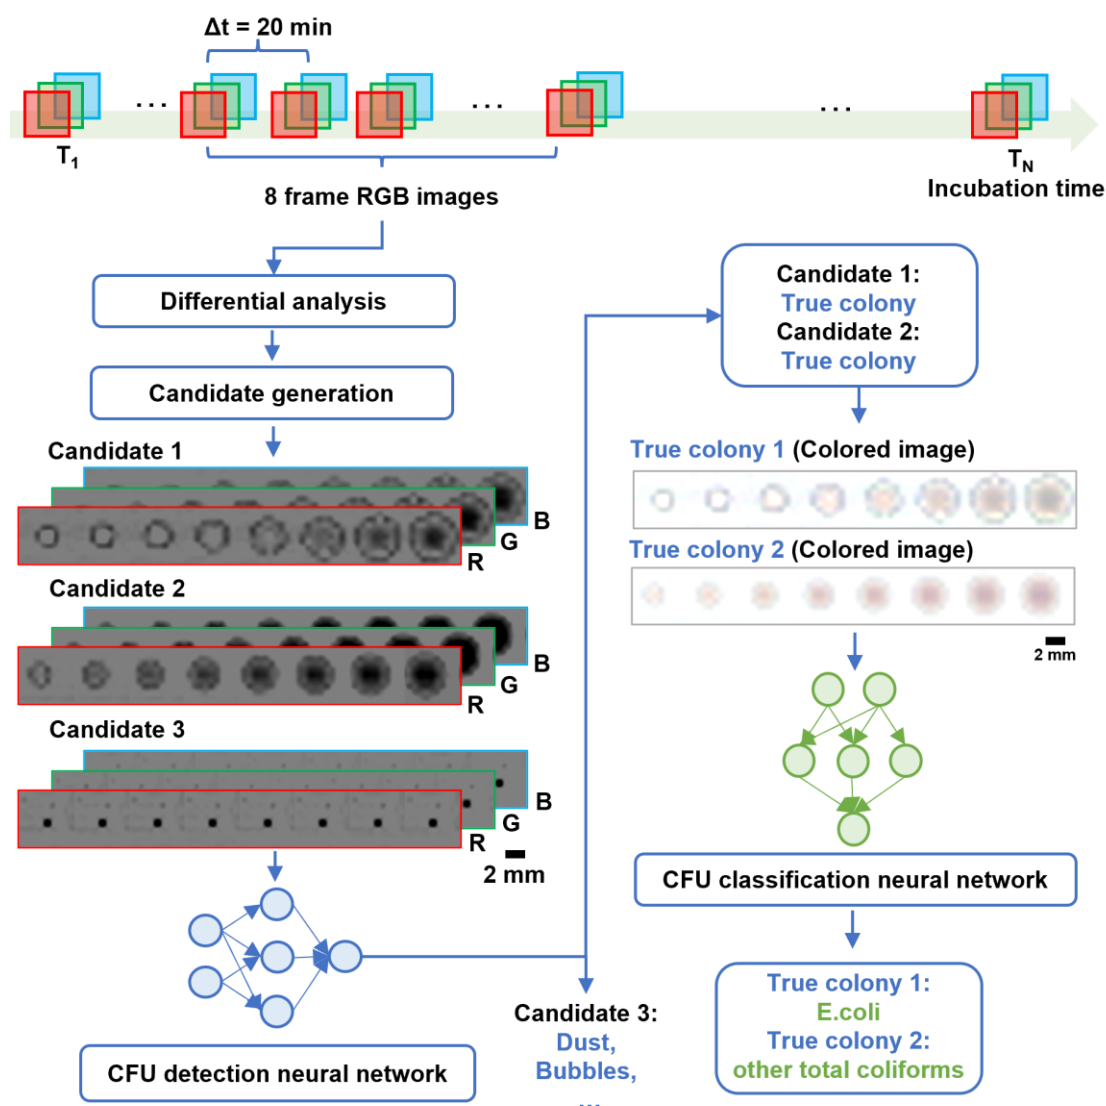 Δt = 20 min
...
...
...
T1
TN
Incubation time
8 frame RGB images
Differential analysis
Candidate generation
Candidate 1
B
G
R
Candidate 2
B
G
R
Candidate 3
B
G
R
2 mm
CFU detection neural network
Candidate 3:
Dust,
Bubbles,
...
Candidate 1:
True colony
Candidate 2:
True colony
True colony 1 (Colored image)
True colony 2 (Colored image)
2 mm
CFU classification neural network
True colony 1:
E.coli
True colony 2:
other total coliforms